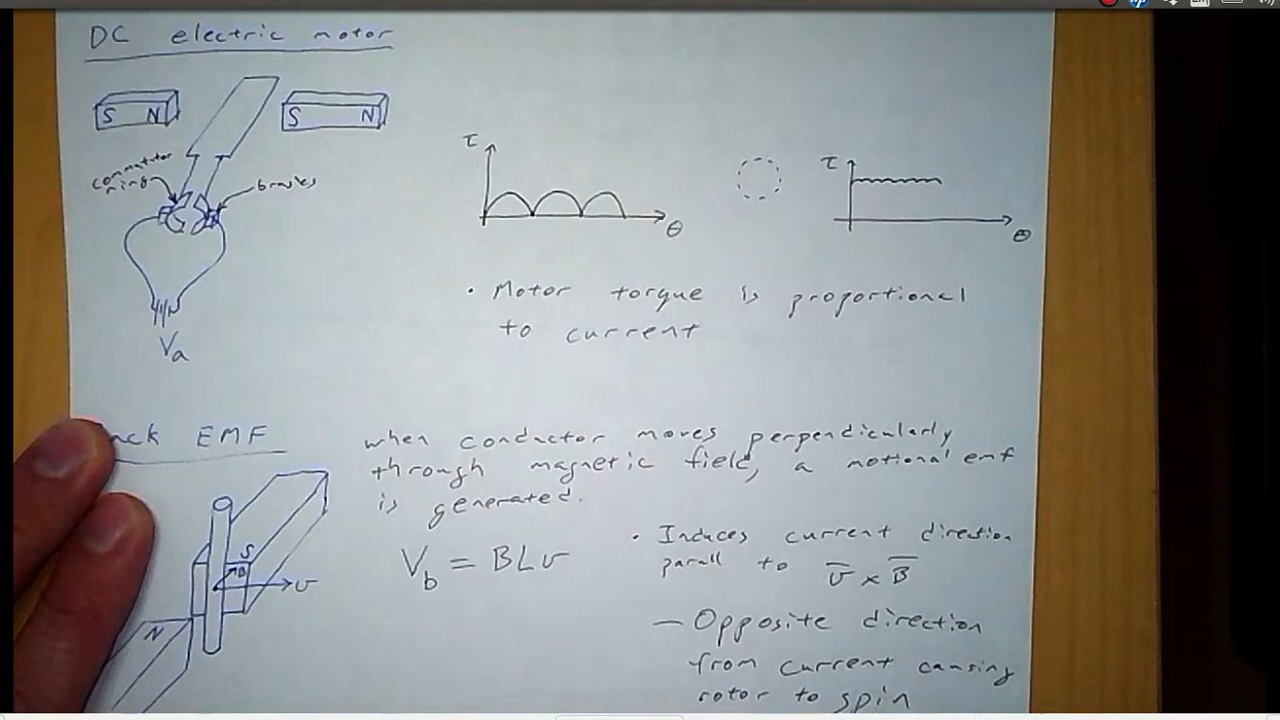 DC electric motor
S N
S N
commutator
ring
brushes
Va
τ
θ
τ
θ
· Motor torque is proportional
to current
Back EMF
when conductor moves perpendicularly
through magnetic field, a motional emf
is generated.
Vb = BLv
S
B
v
N
· Induces current direction
parall to v̄ x B̄
— Opposite direction
from current causing
rotor to spin